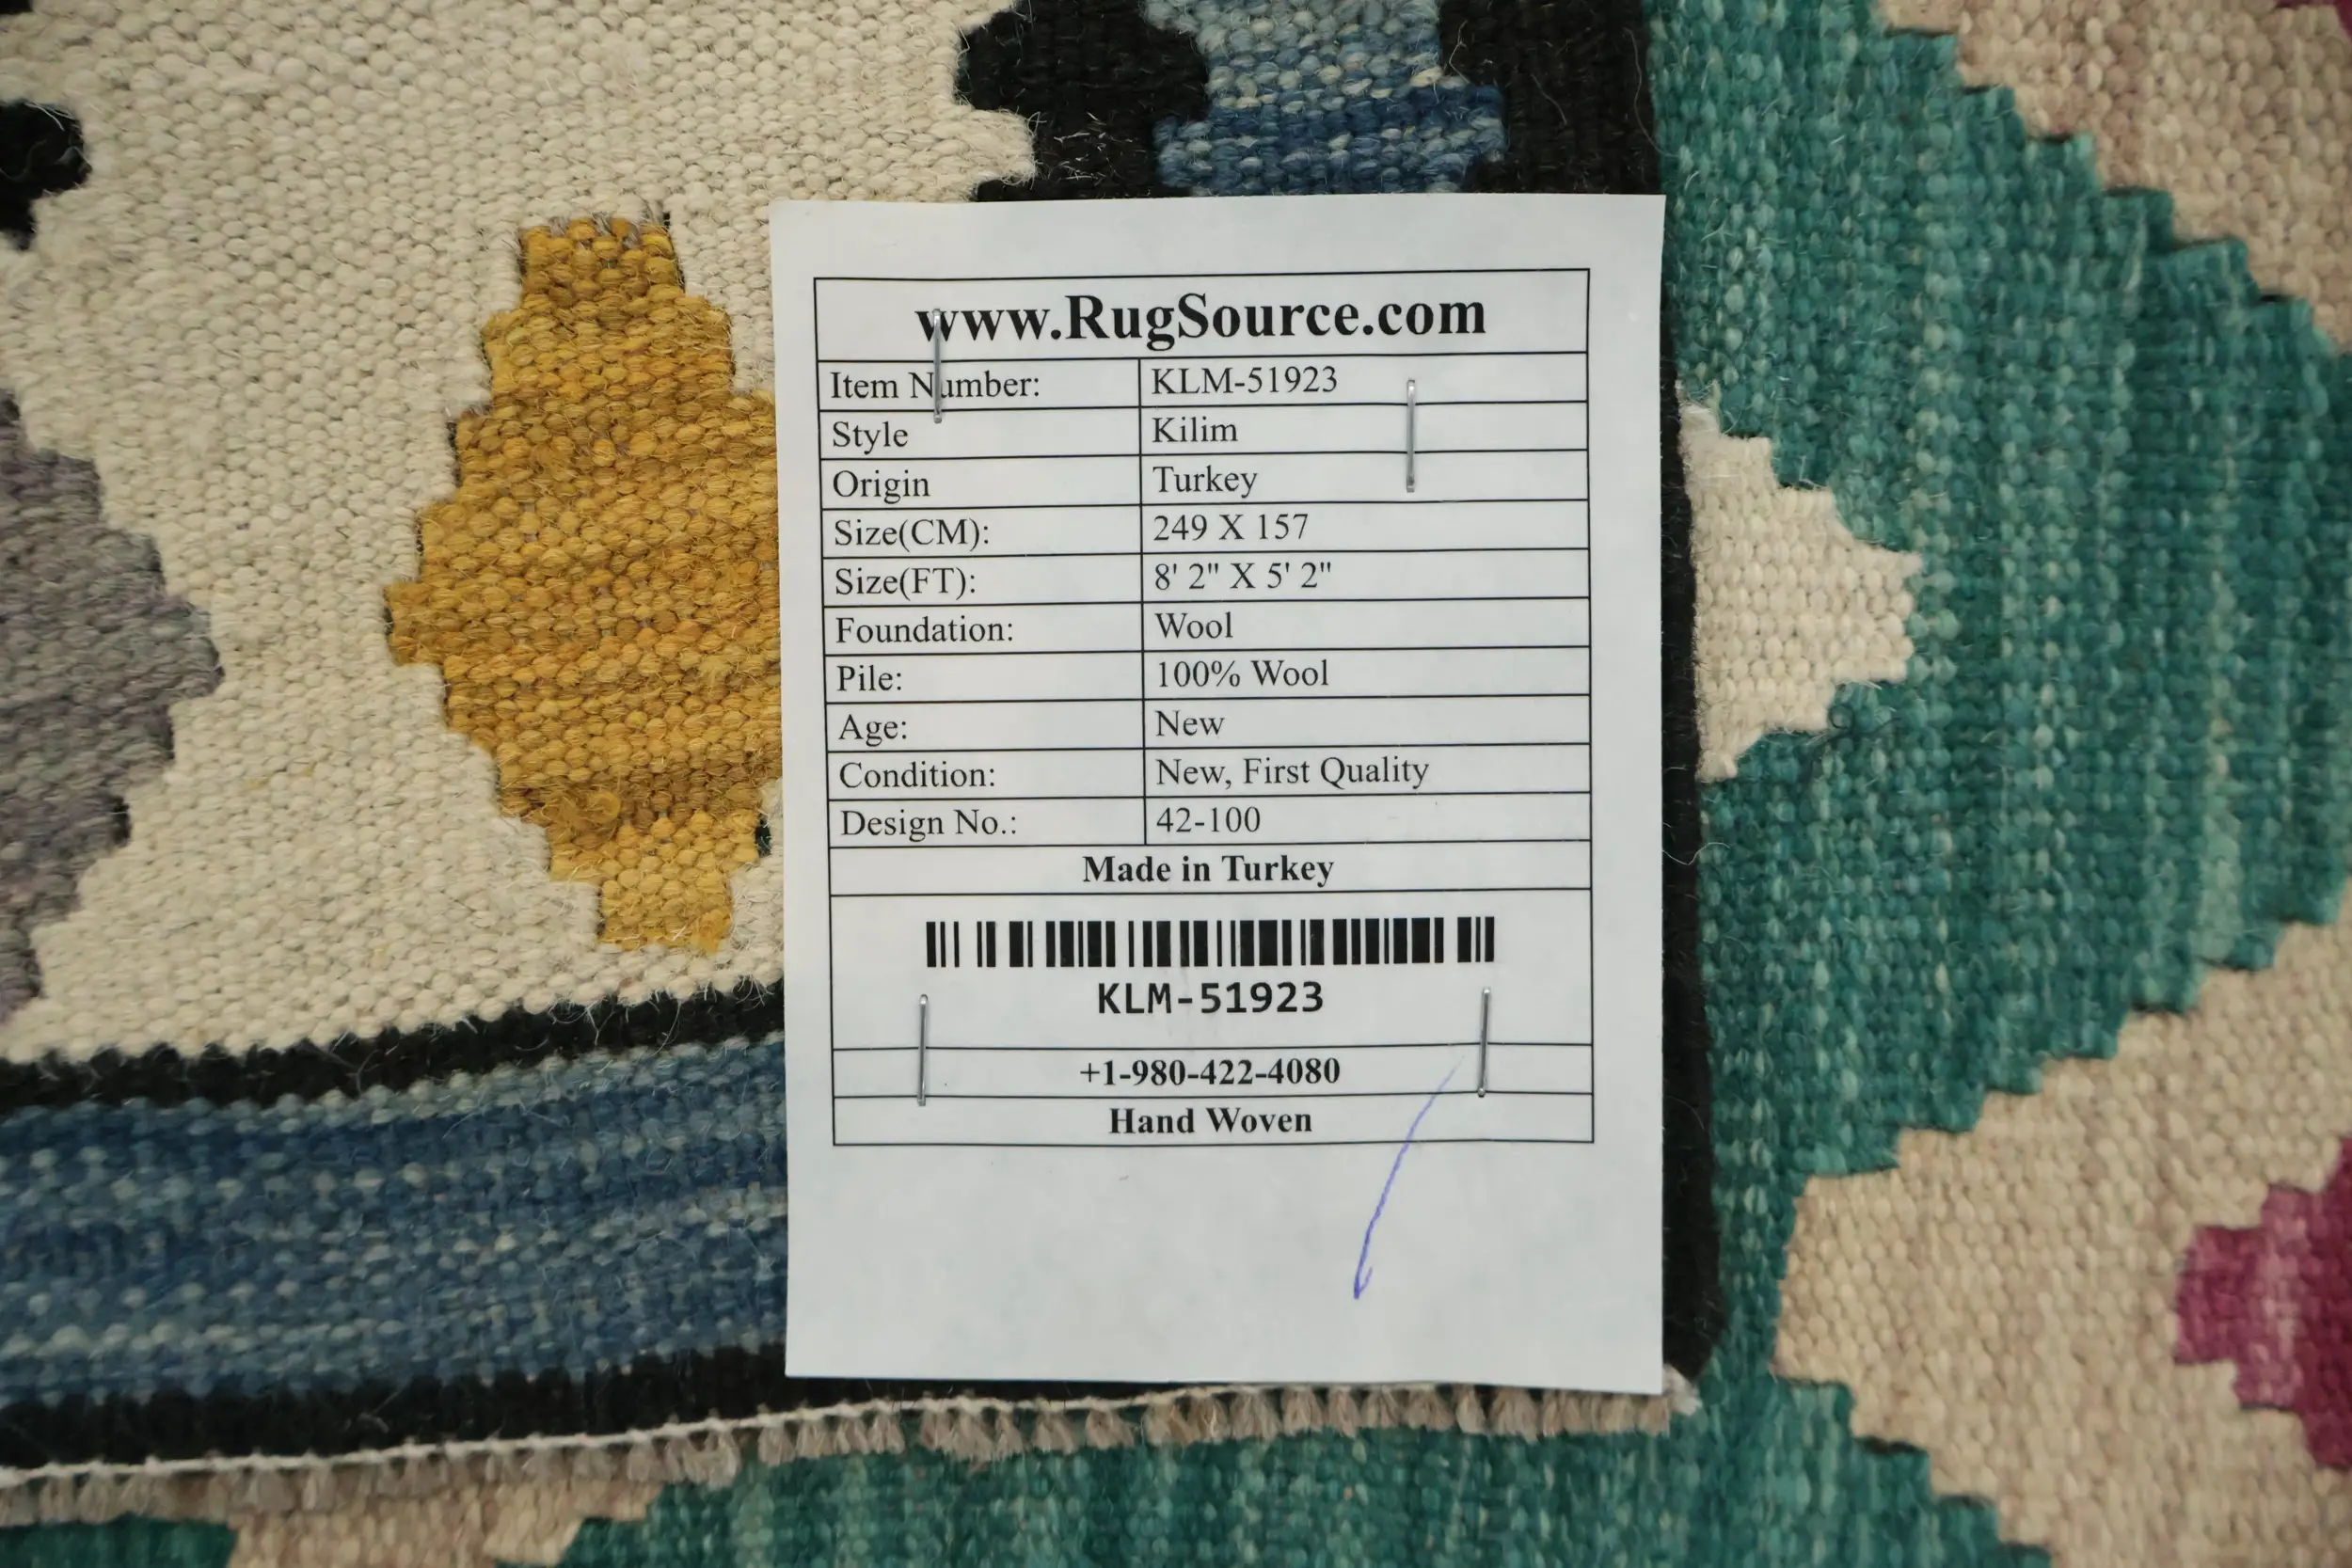 www.RugSource.com
Item Number: KLM-51923
Style Kilim
Origin Turkey
Size(CM): 249 X 157
Size(FT): 8' 2" X 5' 2"
Foundation: Wool
Pile: 100% Wool
Age: New
Condition: New, First Quality
Design No.: 42-100
Made in Turkey
KLM-51923
+1-980-422-4080
Hand Woven